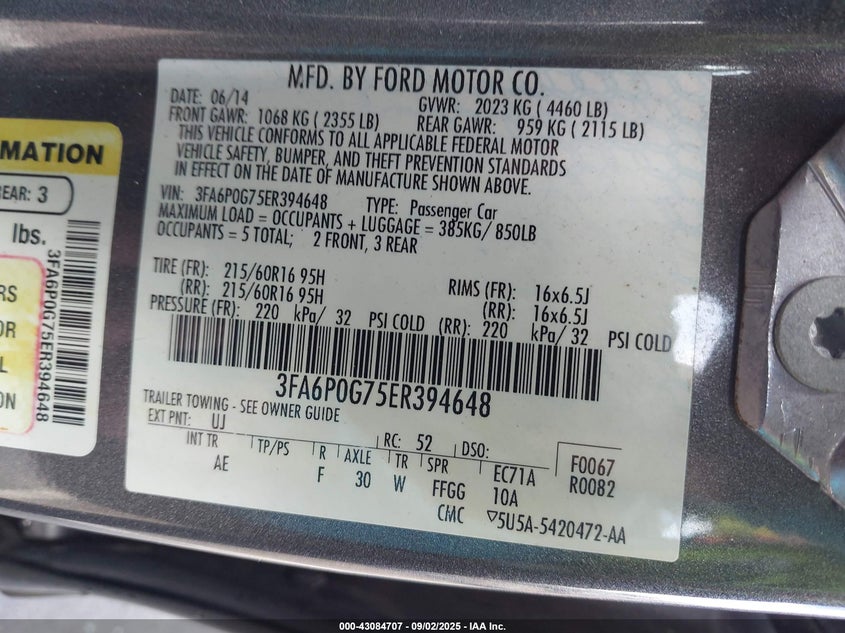 MFD. BY FORD MOTOR CO.
DATE: 06/14 GVWR: 2023 KG ( 4460 LB)
FRONT GAWR: 1068 KG ( 2355 LB) REAR GAWR: 959 KG ( 2115 LB)
THIS VEHICLE CONFORMS TO ALL APPLICABLE FEDERAL MOTOR
VEHICLE SAFETY, BUMPER, AND THEFT PREVENTION STANDARDS
IN EFFECT ON THE DATE OF MANUFACTURE SHOWN ABOVE.
VIN: 3FA6P0G75ER394648 TYPE: Passenger Car
MAXIMUM LOAD = OCCUPANTS + LUGGAGE = 385KG/ 850LB
OCCUPANTS = 5 TOTAL; 2 FRONT, 3 REAR
TIRE (FR): 215/60R16 95H RIMS (FR): 16x6.5J
(RR): 215/60R16 95H (RR): 16x6.5J
PRESSURE (FR): 220 kPa/ 32 PSI COLD (RR): 220 kPa/ 32 PSI COLD
3FA6P0G75ER394648
TRAILER TOWING - SEE OWNER GUIDE
EXT PNT: UJ RC: 52 DSO:
INT TR TP/PS R AXLE TR SPR EC71A F0067
AE F 30 W FFGG 10A R0082
CMC ▽5U5A-5420472-AA
MATION
REAR: 3
lbs.
RS
OR
L
ON
3FA6P0G75ER394648
000-43084707 - 09/02/2025 - IAA Inc.